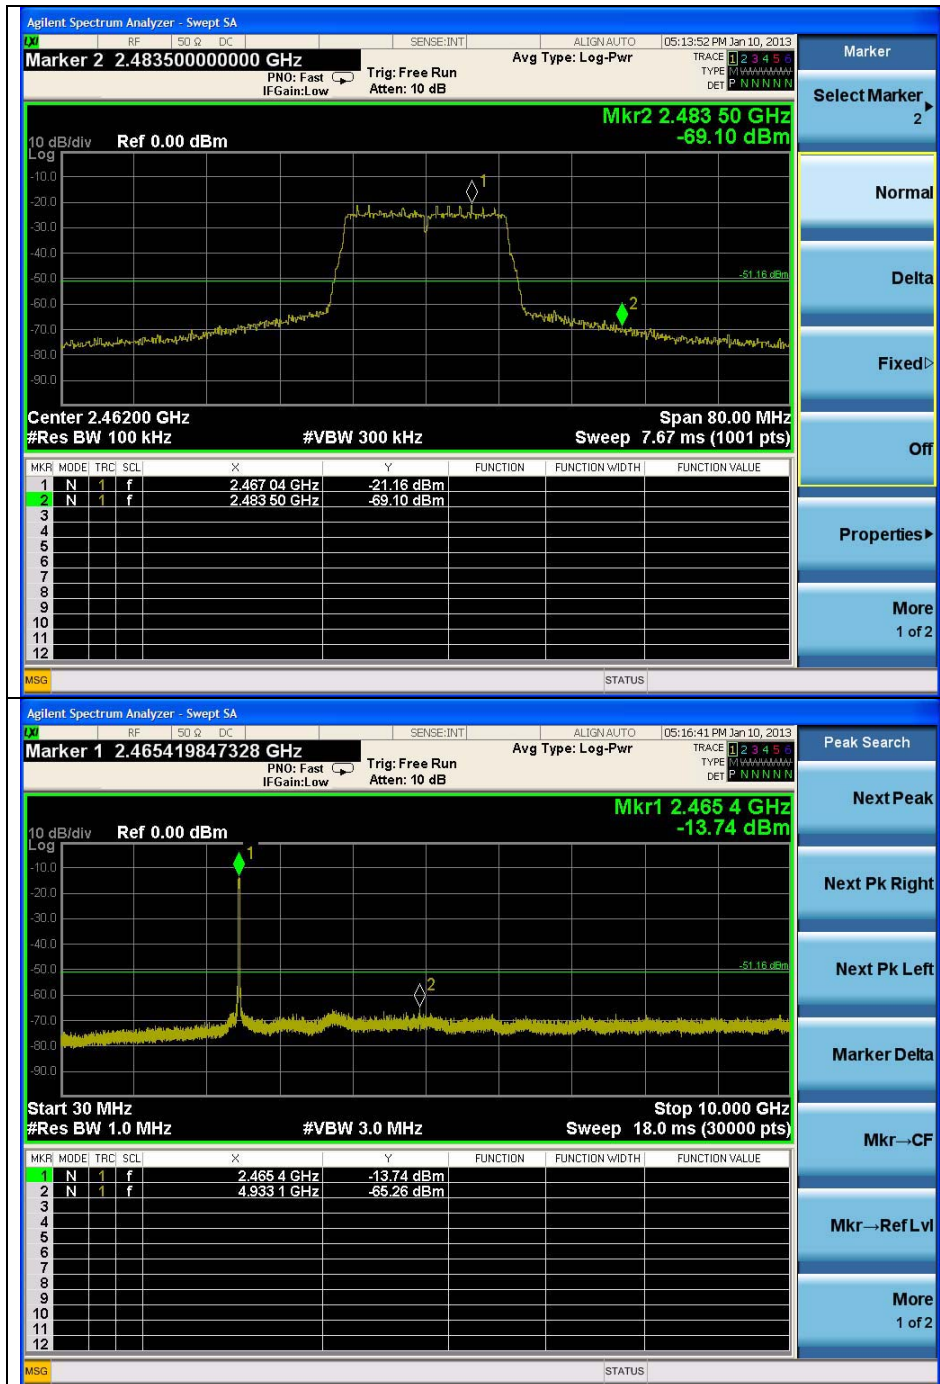 Agilent Spectrum Analyzer - Swept SA
LXI RF 50 Ω DC SENSE:INT ALIGNAUTO 05:13:52 PM Jan 10, 2013
Marker 2 2.483500000000 GHz
PNO: Fast
IFGain:Low
Trig: Free Run
Atten: 10 dB
Avg Type: Log-Pwr
TRACE 1 2 3 4 5 6
TYPE M
DET P N N N N N
Mkr2 2.483 50 GHz
-69.10 dBm
10 dB/div Ref 0.00 dBm
Log
-10.0
-20.0
-30.0
-40.0
-50.0
-60.0
-70.0
-80.0
-90.0
1
-51.16 dBm
2
Center 2.46200 GHz Span 80.00 MHz
#Res BW 100 kHz #VBW 300 kHz Sweep 7.67 ms (1001 pts)
MKR MODE TRC SCL X Y FUNCTION FUNCTION WIDTH FUNCTION VALUE
1 N 1 f 2.467 04 GHz -21.16 dBm
2 N 1 f 2.483 50 GHz -69.10 dBm
3
4
5
6
7
8
9
10
11
12
MSG STATUS
Marker
Select Marker
2
Normal
Delta
Fixed
Off
Properties
More
1 of 2
Agilent Spectrum Analyzer - Swept SA
LXI RF 50 Ω DC SENSE:INT ALIGNAUTO 05:16:41 PM Jan 10, 2013
Marker 1 2.465419847328 GHz
PNO: Fast
IFGain:Low
Trig: Free Run
Atten: 10 dB
Avg Type: Log-Pwr
TRACE 1 2 3 4 5 6
TYPE M
DET P N N N N N
Mkr1 2.465 4 GHz
-13.74 dBm
10 dB/div Ref 0.00 dBm
Log
-10.0
-20.0
-30.0
-40.0
-50.0
-60.0
-70.0
-80.0
-90.0
1
-51.16 dBm
2
Start 30 MHz Stop 10.000 GHz
#Res BW 1.0 MHz #VBW 3.0 MHz Sweep 18.0 ms (30000 pts)
MKR MODE TRC SCL X Y FUNCTION FUNCTION WIDTH FUNCTION VALUE
1 N 1 f 2.465 4 GHz -13.74 dBm
2 N 1 f 4.933 1 GHz -65.26 dBm
3
4
5
6
7
8
9
10
11
12
MSG STATUS
Peak Search
Next Peak
Next Pk Right
Next Pk Left
Marker Delta
Mkr→CF
Mkr→Ref Lvl
More
1 of 2